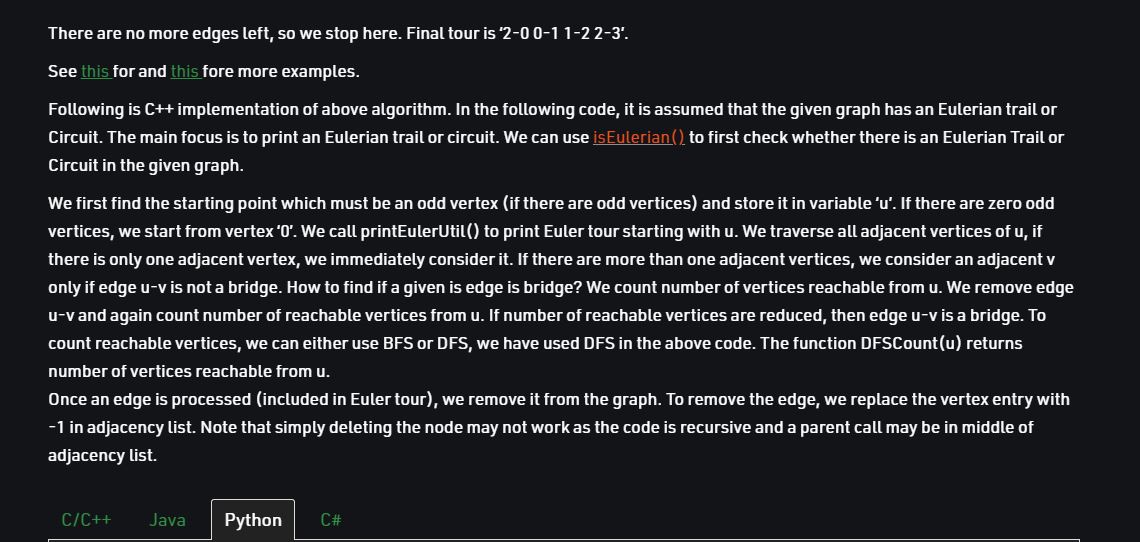 There are no more edges left, so we stop here. Final tour is ‘2-0 0-1 1-2 2-3’.
See this for and this fore more examples.
Following is C++ implementation of above algorithm. In the following code, it is assumed that the given graph has an Eulerian trail or
Circuit. The main focus is to print an Eulerian trail or circuit. We can use isEulerian() to first check whether there is an Eulerian Trail or
Circuit in the given graph.
We first find the starting point which must be an odd vertex (if there are odd vertices) and store it in variable ‘u’. If there are zero odd
vertices, we start from vertex ‘0’. We call printEulerUtil() to print Euler tour starting with u. We traverse all adjacent vertices of u, if
there is only one adjacent vertex, we immediately consider it. If there are more than one adjacent vertices, we consider an adjacent v
only if edge u-v is not a bridge. How to find if a given is edge is bridge? We count number of vertices reachable from u. We remove edge
u-v and again count number of reachable vertices from u. If number of reachable vertices are reduced, then edge u-v is a bridge. To
count reachable vertices, we can either use BFS or DFS, we have used DFS in the above code. The function DFSCount(u) returns
number of vertices reachable from u.
Once an edge is processed (included in Euler tour), we remove it from the graph. To remove the edge, we replace the vertex entry with
-1 in adjacency list. Note that simply deleting the node may not work as the code is recursive and a parent call may be in middle of
adjacency list.
C/C++ Java Python C#